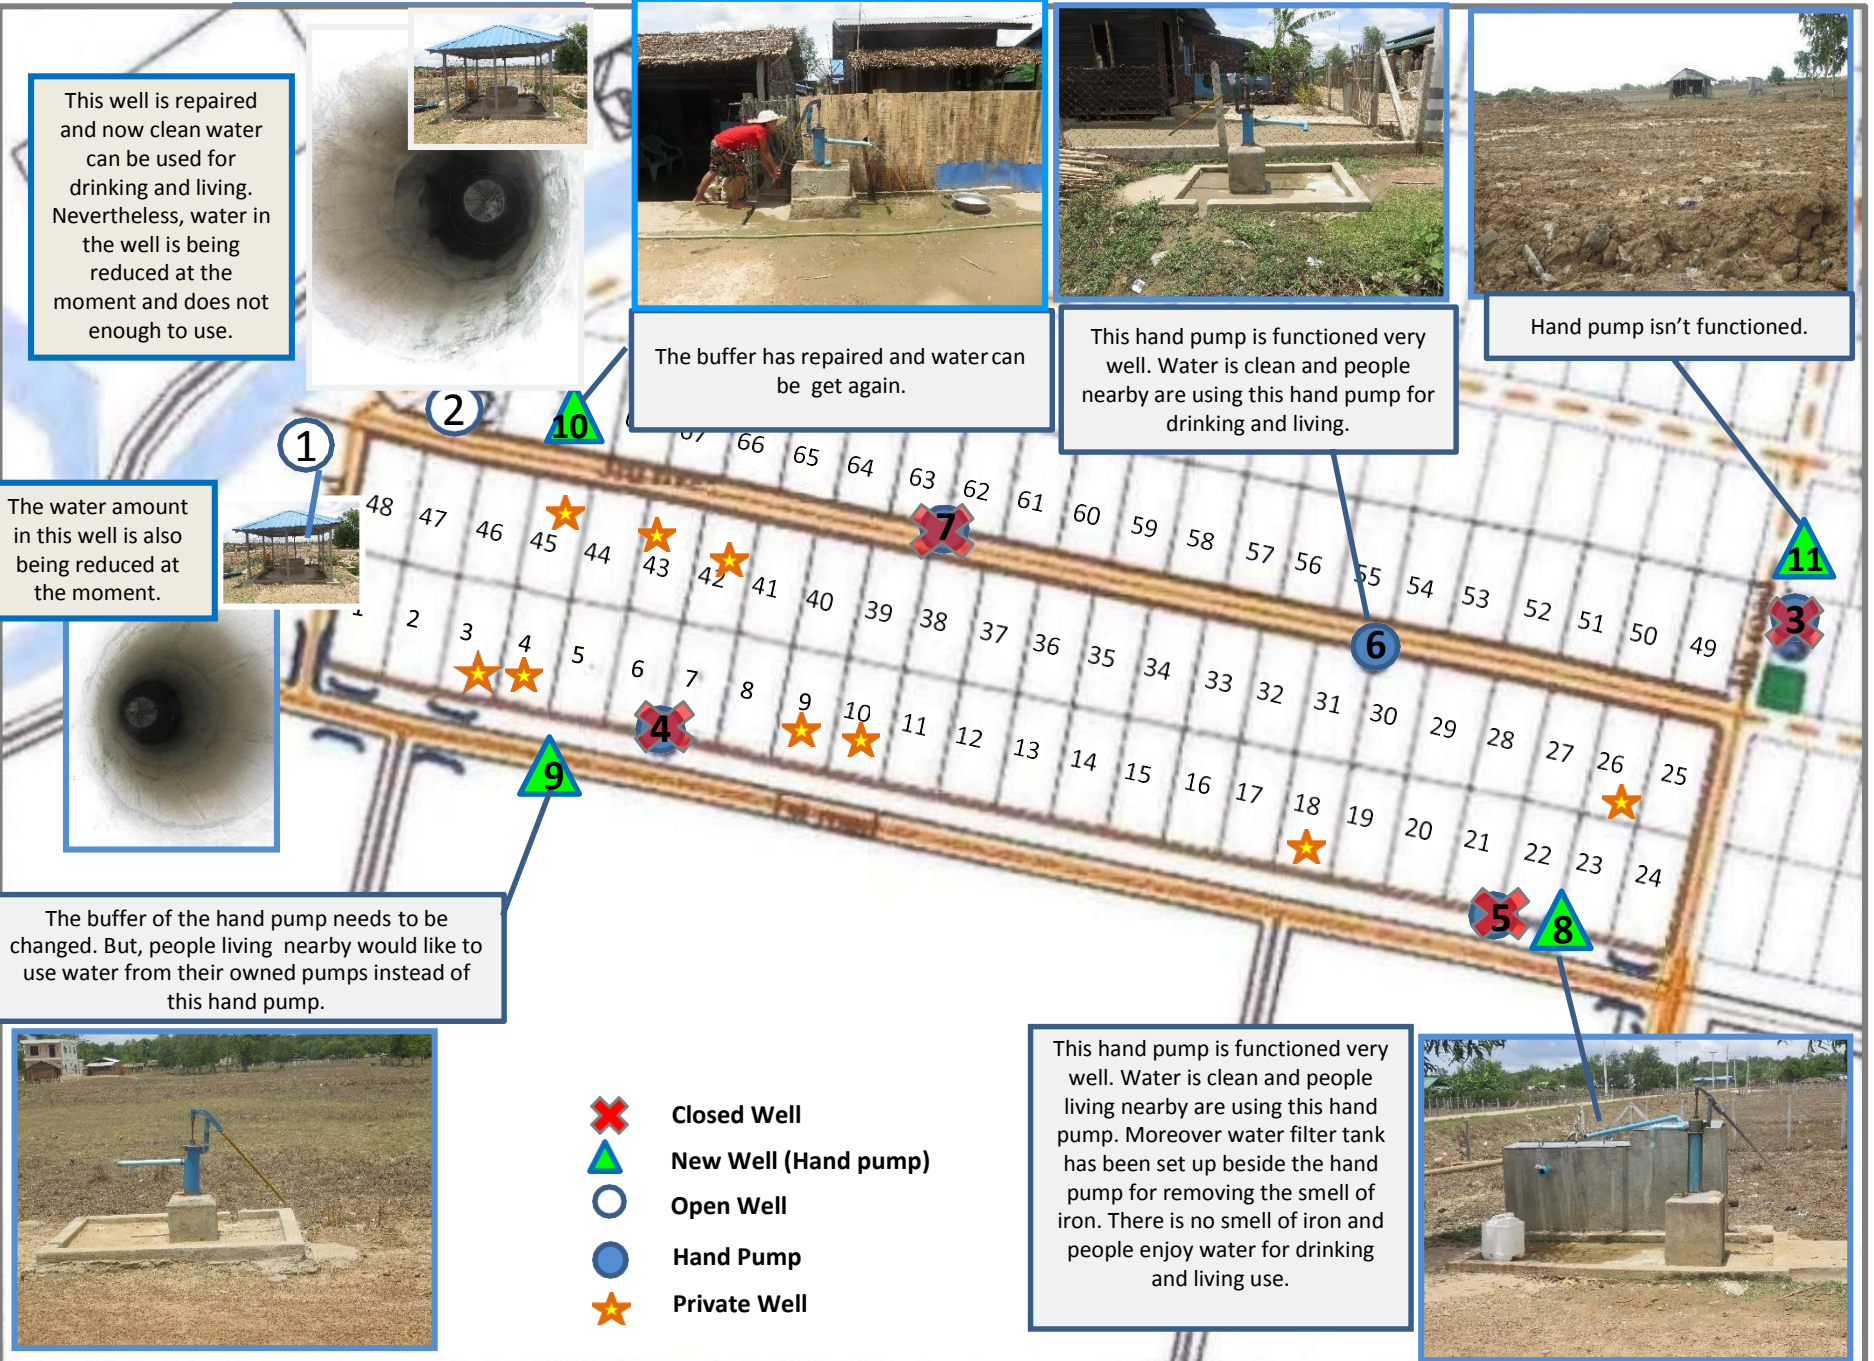 This well is repaired
and now clean water
can be used for
drinking and living.
Nevertheless, water in
the well is being
reduced at the
moment and does not
enough to use.
The buffer has repaired and water can
be get again.
This hand pump is functioned very
well. Water is clean and people
nearby are using this hand pump for
drinking and living.
Hand pump isn't functioned.
The water amount
in this well is also
being reduced at
the moment.
1
2
10
67 66 65 64 63 62 61 60 59 58 57 56 55 54 53 52 51 50 49
7
11
3
6
48 47 46 45 44 43 42 41 40 39 38 37 36 35 34 33 32 31 30 29 28 27 26 25
1 2 3 4 5 6 7 8 9 10 11 12 13 14 15 16 17 18 19 20 21 22 23 24
4
9
5
8
The buffer of the hand pump needs to be
changed. But, people living nearby would like to
use water from their owned pumps instead of
this hand pump.
Closed Well
New Well (Hand pump)
Open Well
Hand Pump
Private Well
This hand pump is functioned very
well. Water is clean and people
living nearby are using this hand
pump. Moreover water filter tank
has been set up beside the hand
pump for removing the smell of
iron. There is no smell of iron and
people enjoy water for drinking
and living use.